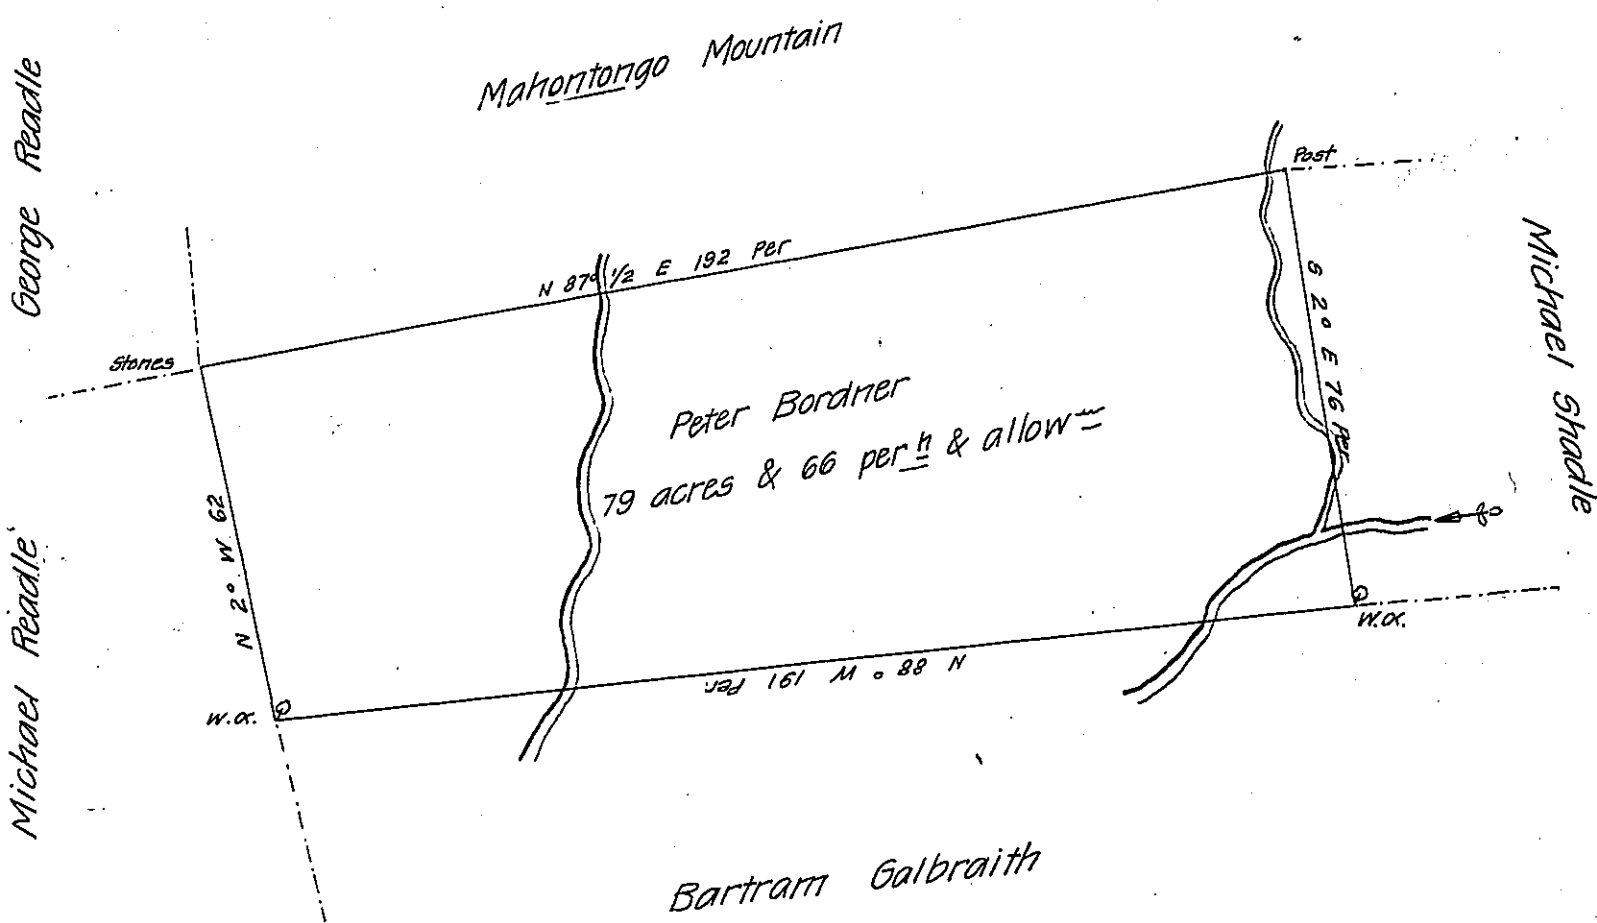 Mahontongo Mountain
George Readle
Post
N 87° 1/2 E 192 Per
Stones
S 2° E 76 Per.
Michael Shadle
Peter Bordner
79 acres & 66 perh & allowce
N 2° W 62
Michael Readle
W.O.
N 88° W 191 Per.
W.O.
Bartram Galbraith